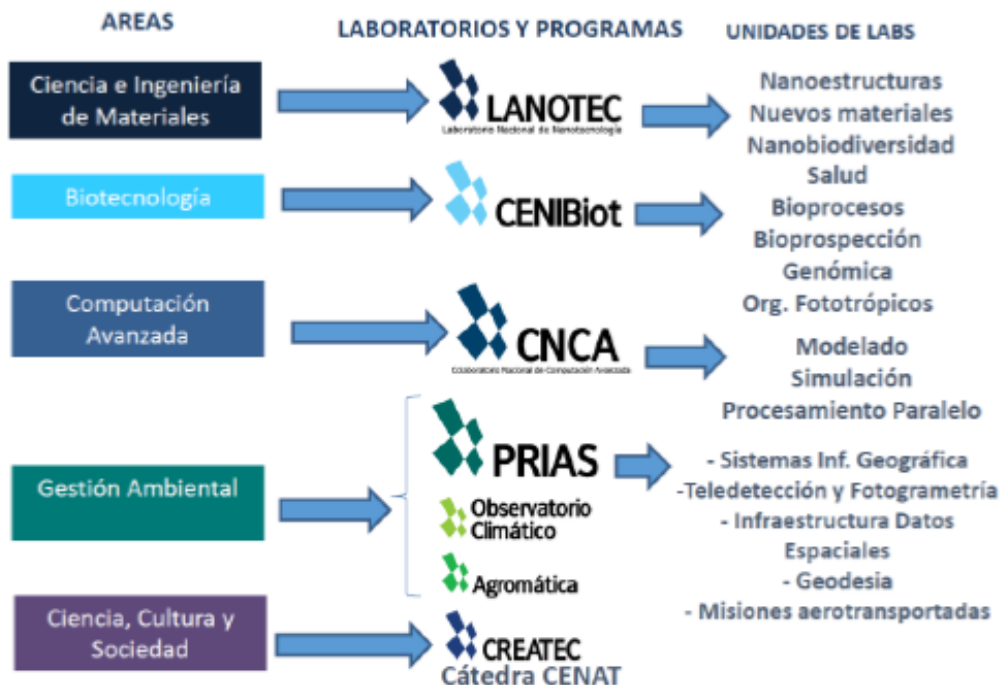 AREAS
LABORATORIOS Y PROGRAMAS
UNIDADES DE LABS
Ciencia e Ingeniería
de Materiales
LANOTEC
Laboratorio Nacional de Nanotecnología
Nanoestructuras
Nuevos materiales
Nanobiodiversidad
Salud
Biotecnología
CENIBiot
Bioprocesos
Bioprospección
Genómica
Org. Fototrópicos
Computación
Avanzada
CNCA
Colaboratorio Nacional de Computación Avanzada
Modelado
Simulación
Procesamiento Paralelo
Gestión Ambiental
PRIAS
Observatorio
Climático
Agromática
- Sistemas Inf. Geográfica
-Teledetección y Fotogrametría
- Infraestructura Datos
Espaciales
- Geodesia
- Misiones aerotransportadas
Ciencia, Cultura y
Sociedad
CREATEC
Cátedra CENAT